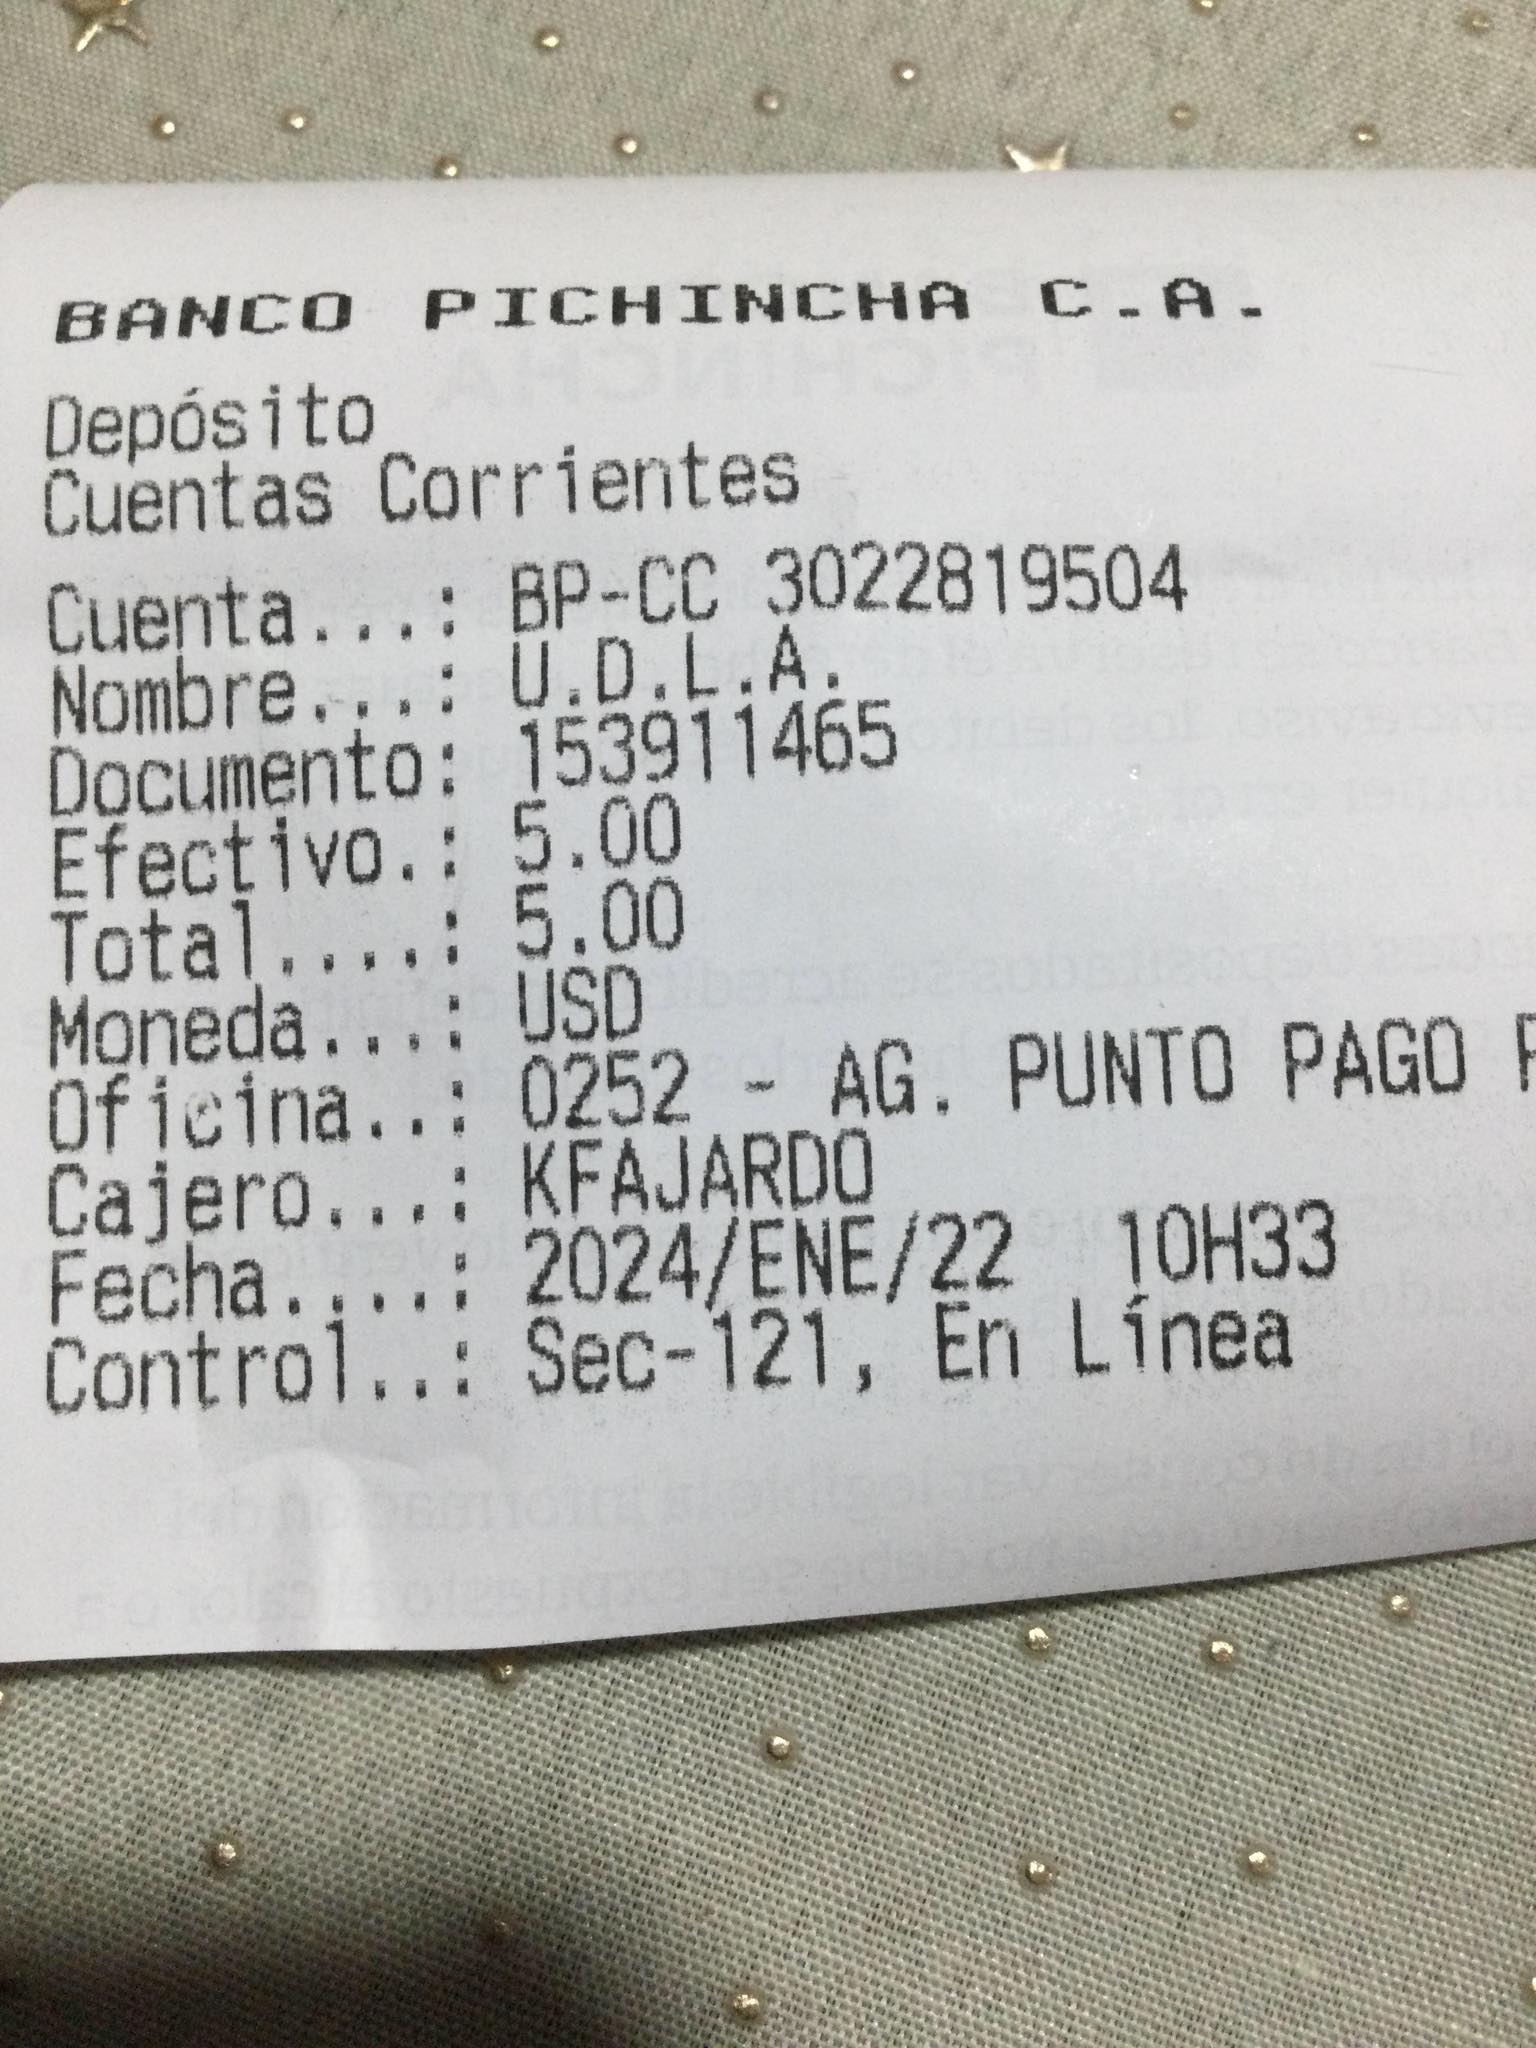 BANCO PICHINCHA C.A.
Depósito
Cuentas Corrientes
Cuenta...: BP-CC 3022819504
Nombre...: U.D.L.A.
Documento: 153911465
Efectivo.: 5.00
Total....: 5.00
Moneda...: USD
Oficina..: 0252 - AG. PUNTO PAGO
Cajero...: KFAJARDO
Fecha....: 2024/ENE/22 10H33
Control..: Sec-121, En Línea